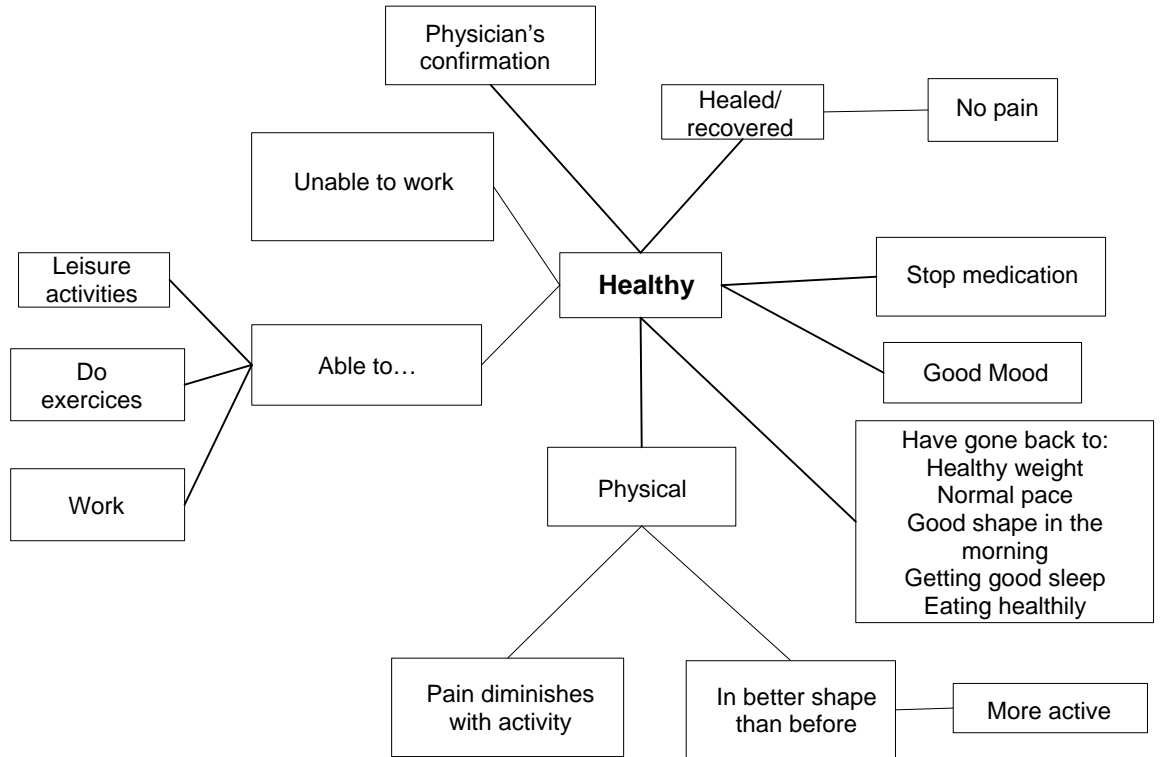 Physician's
confirmation
Healed/
recovered
No pain
Unable to work
Leisure
activities
Healthy
Stop medication
Do
exercices
Able to…
Good Mood
Have gone back to:
Healthy weight
Normal pace
Good shape in the
morning
Getting good sleep
Eating healthily
Work
Physical
Pain diminishes
with activity
In better shape
than before
More active